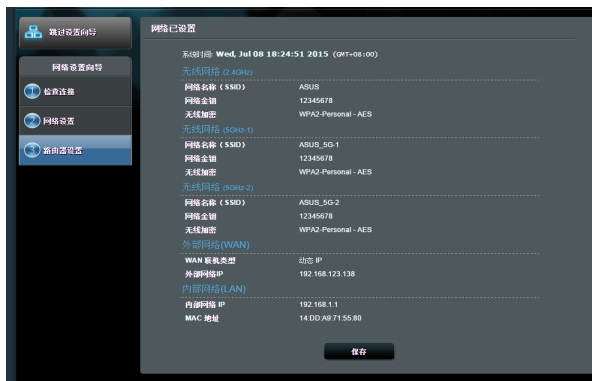 跳过设置向导
网络设置向导
1 检查连接
2 网络设置
3 路由器设置
网络已设置
系统时间: Wed, Jul 08 18:24:51 2015 (GMT+08:00)
无线网络 (2.4GHz)
网络名称（SSID） ASUS
网络金钥 12345678
无线加密 WPA2-Personal - AES
无线网络 (5GHz-1)
网络名称（SSID） ASUS_5G-1
网络金钥 12345678
无线加密 WPA2-Personal - AES
无线网络 (5GHz-2)
网络名称（SSID） ASUS_5G-2
网络金钥 12345678
无线加密 WPA2-Personal - AES
外部网络(WAN)
WAN 联机类型 动态 IP
外部网络IP 192.168.123.138
内部网络(LAN)
内部网络 IP 192.168.1.1
MAC 地址 14:DD:A9:71:55:80
保存